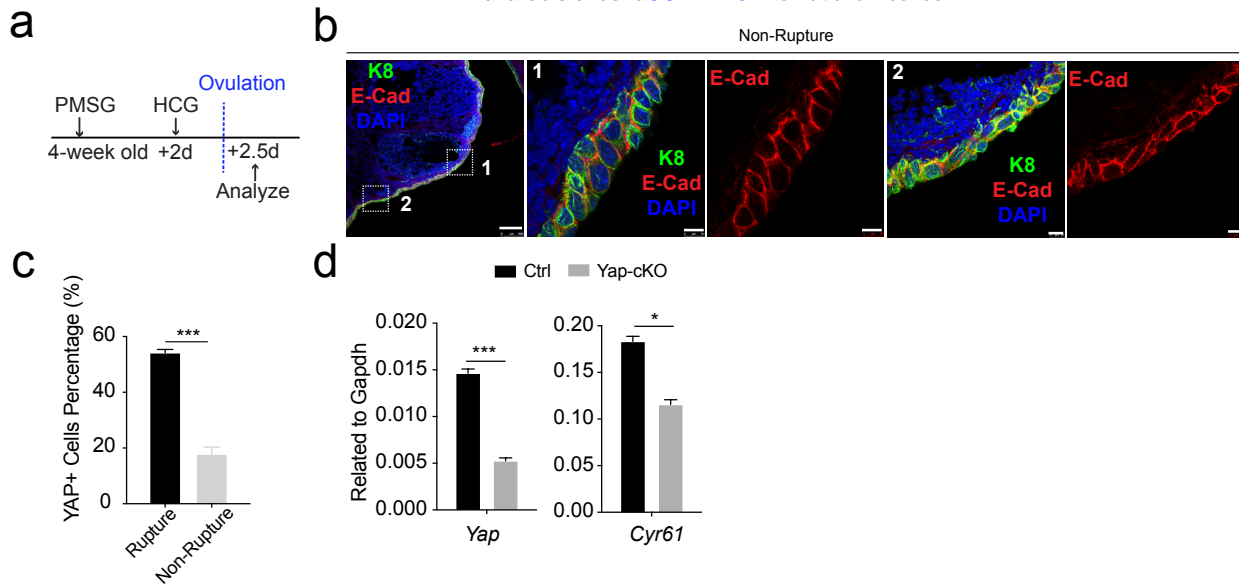 a
PMSG
HCG
Ovulation
4-week old
+2d
+2.5d
Analyze
b
Non-Rupture
K8
E-Cad
DAPI
1
2
1
K8
E-Cad
DAPI
E-Cad
2
K8
E-Cad
DAPI
E-Cad
c
YAP+ Cells Percentage (%)
60
40
20
0
***
Rupture
Non-Rupture
d
Ctrl
Yap-cKO
Related to Gapdh
0.020
0.015
0.010
0.005
0.000
***
Yap
0.20
0.15
0.10
0.05
0.00
*
Cyr61